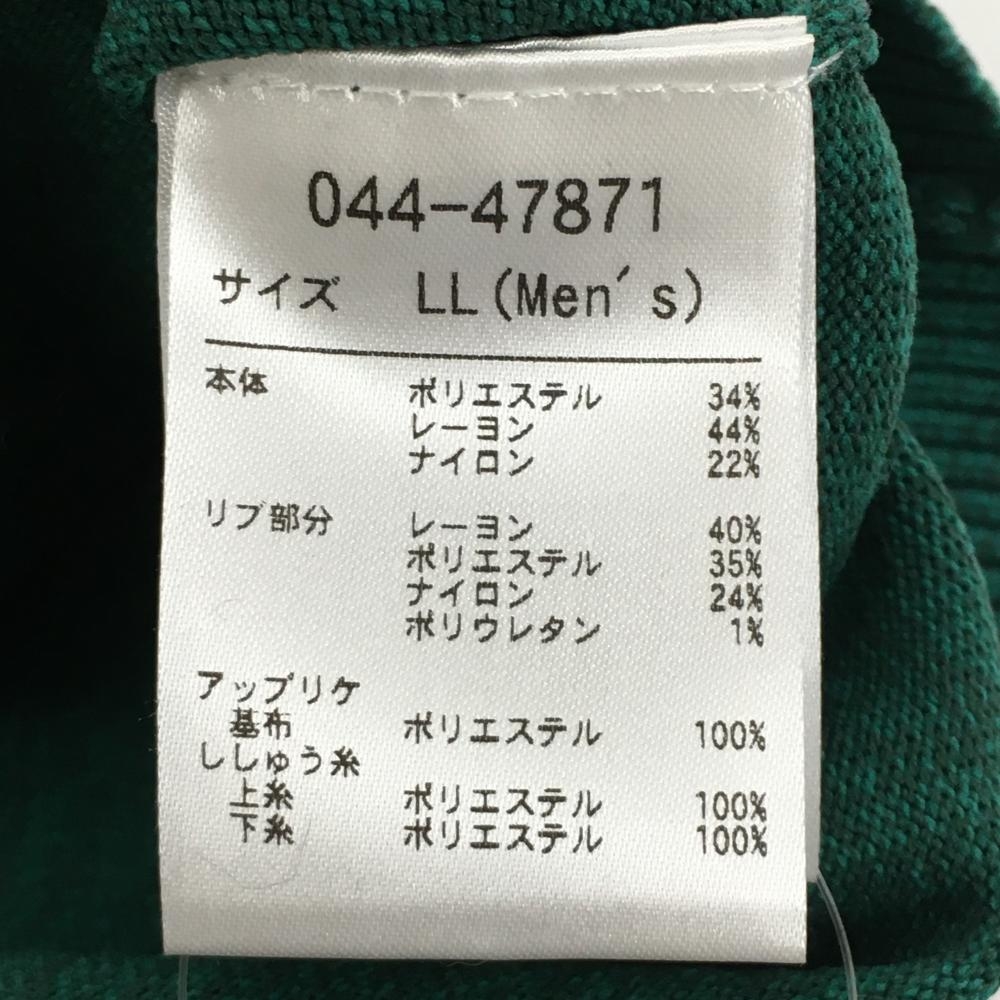 044-47871
サイズ LL(Men's)
本体 ポリエステル 34%
レーヨン 44%
ナイロン 22%
リブ部分 レーヨン 40%
ポリエステル 35%
ナイロン 24%
ポリウレタン 1%
アップリケ
基布 ポリエステル 100%
ししゅう糸
上糸 ポリエステル 100%
下糸 ポリエステル 100%